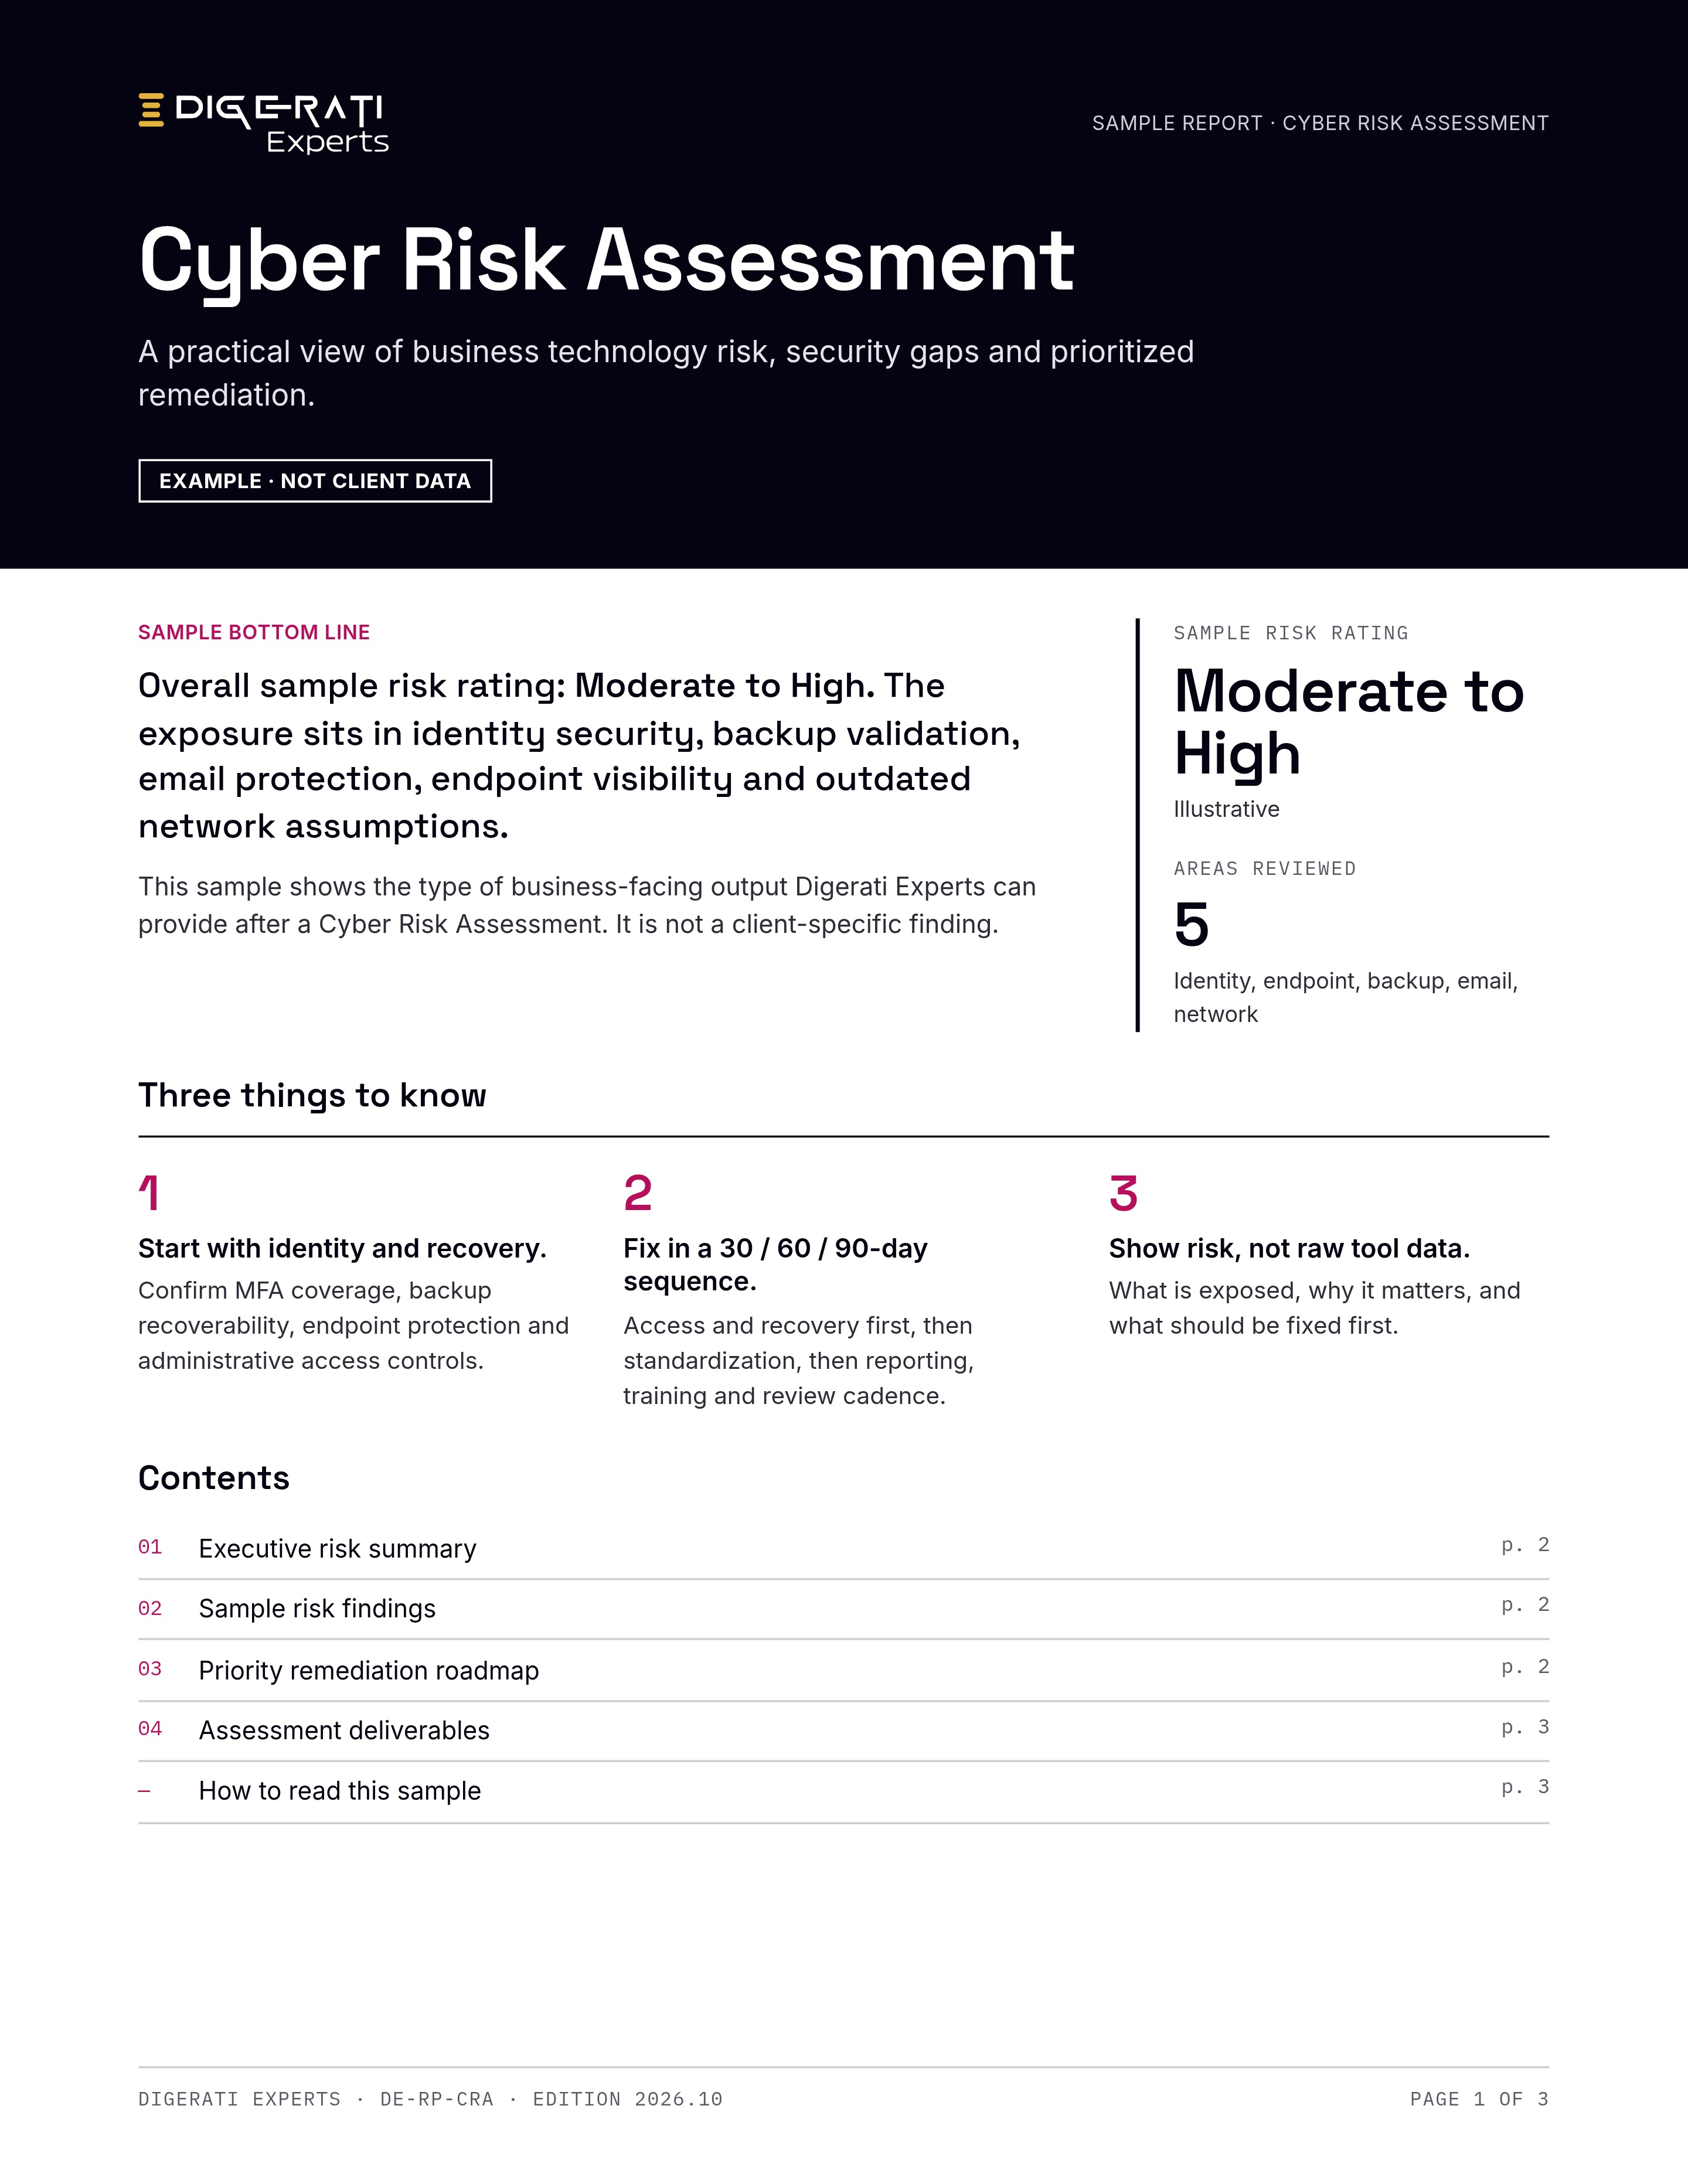 DIGERATI
Experts
SAMPLE REPORT · CYBER RISK ASSESSMENT
Cyber Risk Assessment
A practical view of business technology risk, security gaps and prioritized
remediation.
EXAMPLE · NOT CLIENT DATA
SAMPLE BOTTOM LINE
Overall sample risk rating: Moderate to High. The
exposure sits in identity security, backup validation,
email protection, endpoint visibility and outdated
network assumptions.
This sample shows the type of business-facing output Digerati Experts can
provide after a Cyber Risk Assessment. It is not a client-specific finding.
SAMPLE RISK RATING
Moderate to
High
Illustrative
AREAS REVIEWED
5
Identity, endpoint, backup, email,
network
Three things to know
1
Start with identity and recovery.
Confirm MFA coverage, backup
recoverability, endpoint protection and
administrative access controls.
2
Fix in a 30 / 60 / 90-day
sequence.
Access and recovery first, then
standardization, then reporting,
training and review cadence.
3
Show risk, not raw tool data.
What is exposed, why it matters, and
what should be fixed first.
Contents
01 Executive risk summary p. 2
02 Sample risk findings p. 2
03 Priority remediation roadmap p. 2
04 Assessment deliverables p. 3
— How to read this sample p. 3
DIGERATI EXPERTS · DE-RP-CRA · EDITION 2026.10 PAGE 1 OF 3